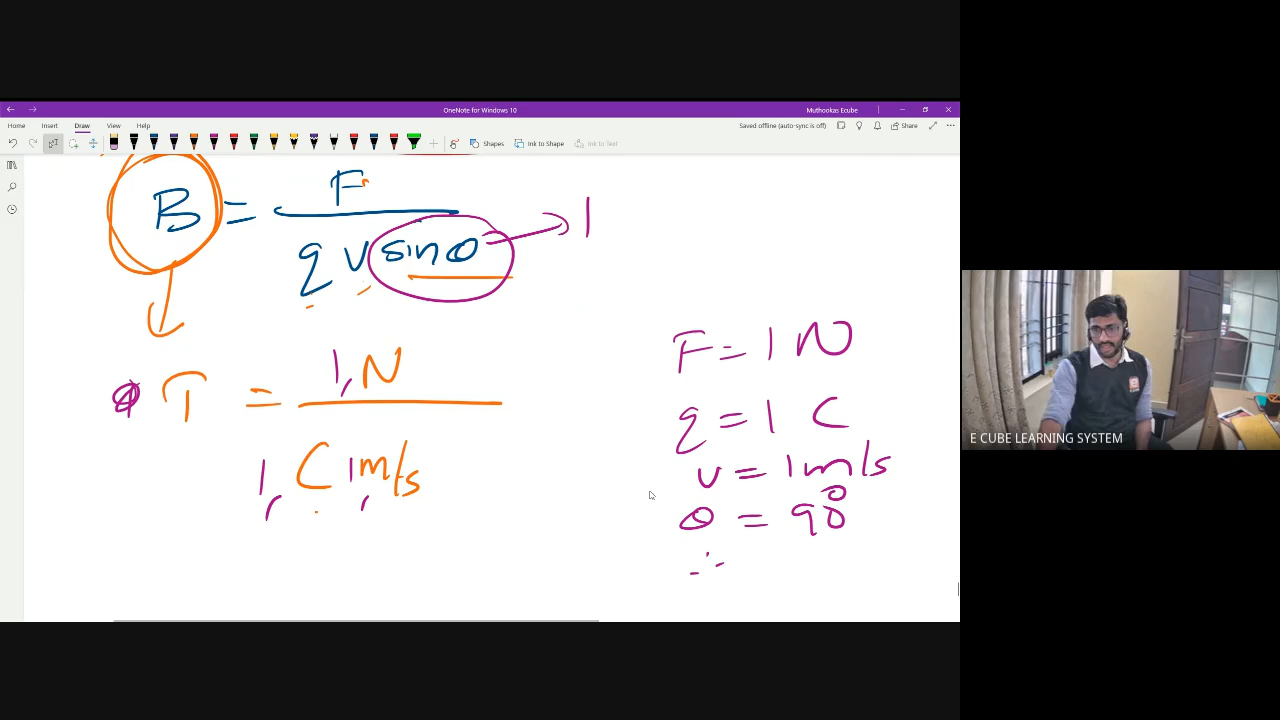 OneNote for Windows 10
Muthookas Ecube
Home Insert Draw View Help
Saved offline (auto-sync is off)
Share
Shapes
Ink to Shape
Ink to Text
B = F / q v sinθ → 1
T = 1 N / 1 C 1 m/s
F = 1 N
q = 1 C
v = 1 m/s
θ = 90°
∴
E CUBE LEARNING SYSTEM